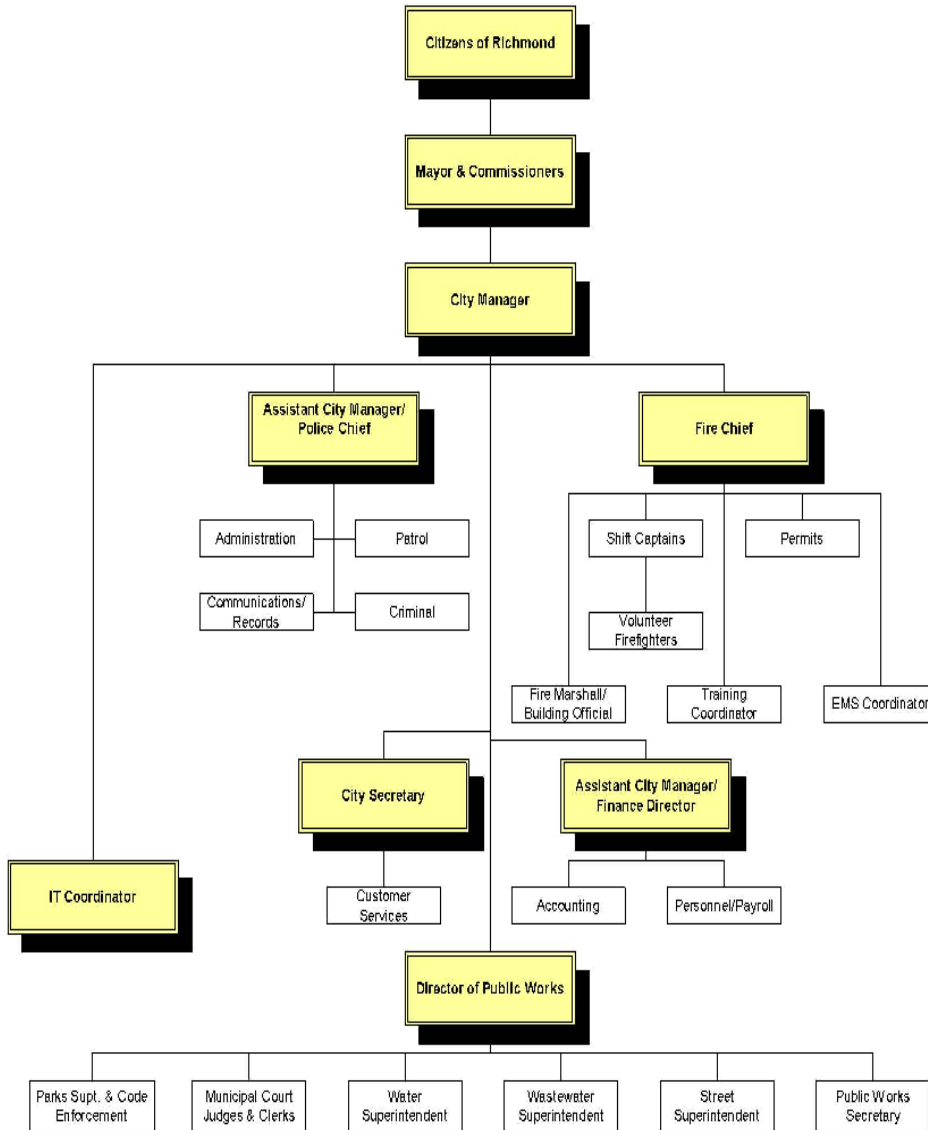 Citizens of Richmond
Mayor & Commissioners
City Manager
Assistant City Manager/
Police Chief
Fire Chief
Administration
Patrol
Shift Captains
Permits
Communications/
Records
Criminal
Volunteer
Firefighters
Fire Marshall/
Building Official
Training
Coordinator
EMS Coordinator
City Secretary
Assistant City Manager/
Finance Director
IT Coordinator
Customer
Services
Accounting
Personnel/Payroll
Director of Public Works
Parks Supt. & Code
Enforcement
Municipal Court
Judges & Clerks
Water
Superintendent
Wastewater
Superintendent
Street
Superintendent
Public Works
Secretary